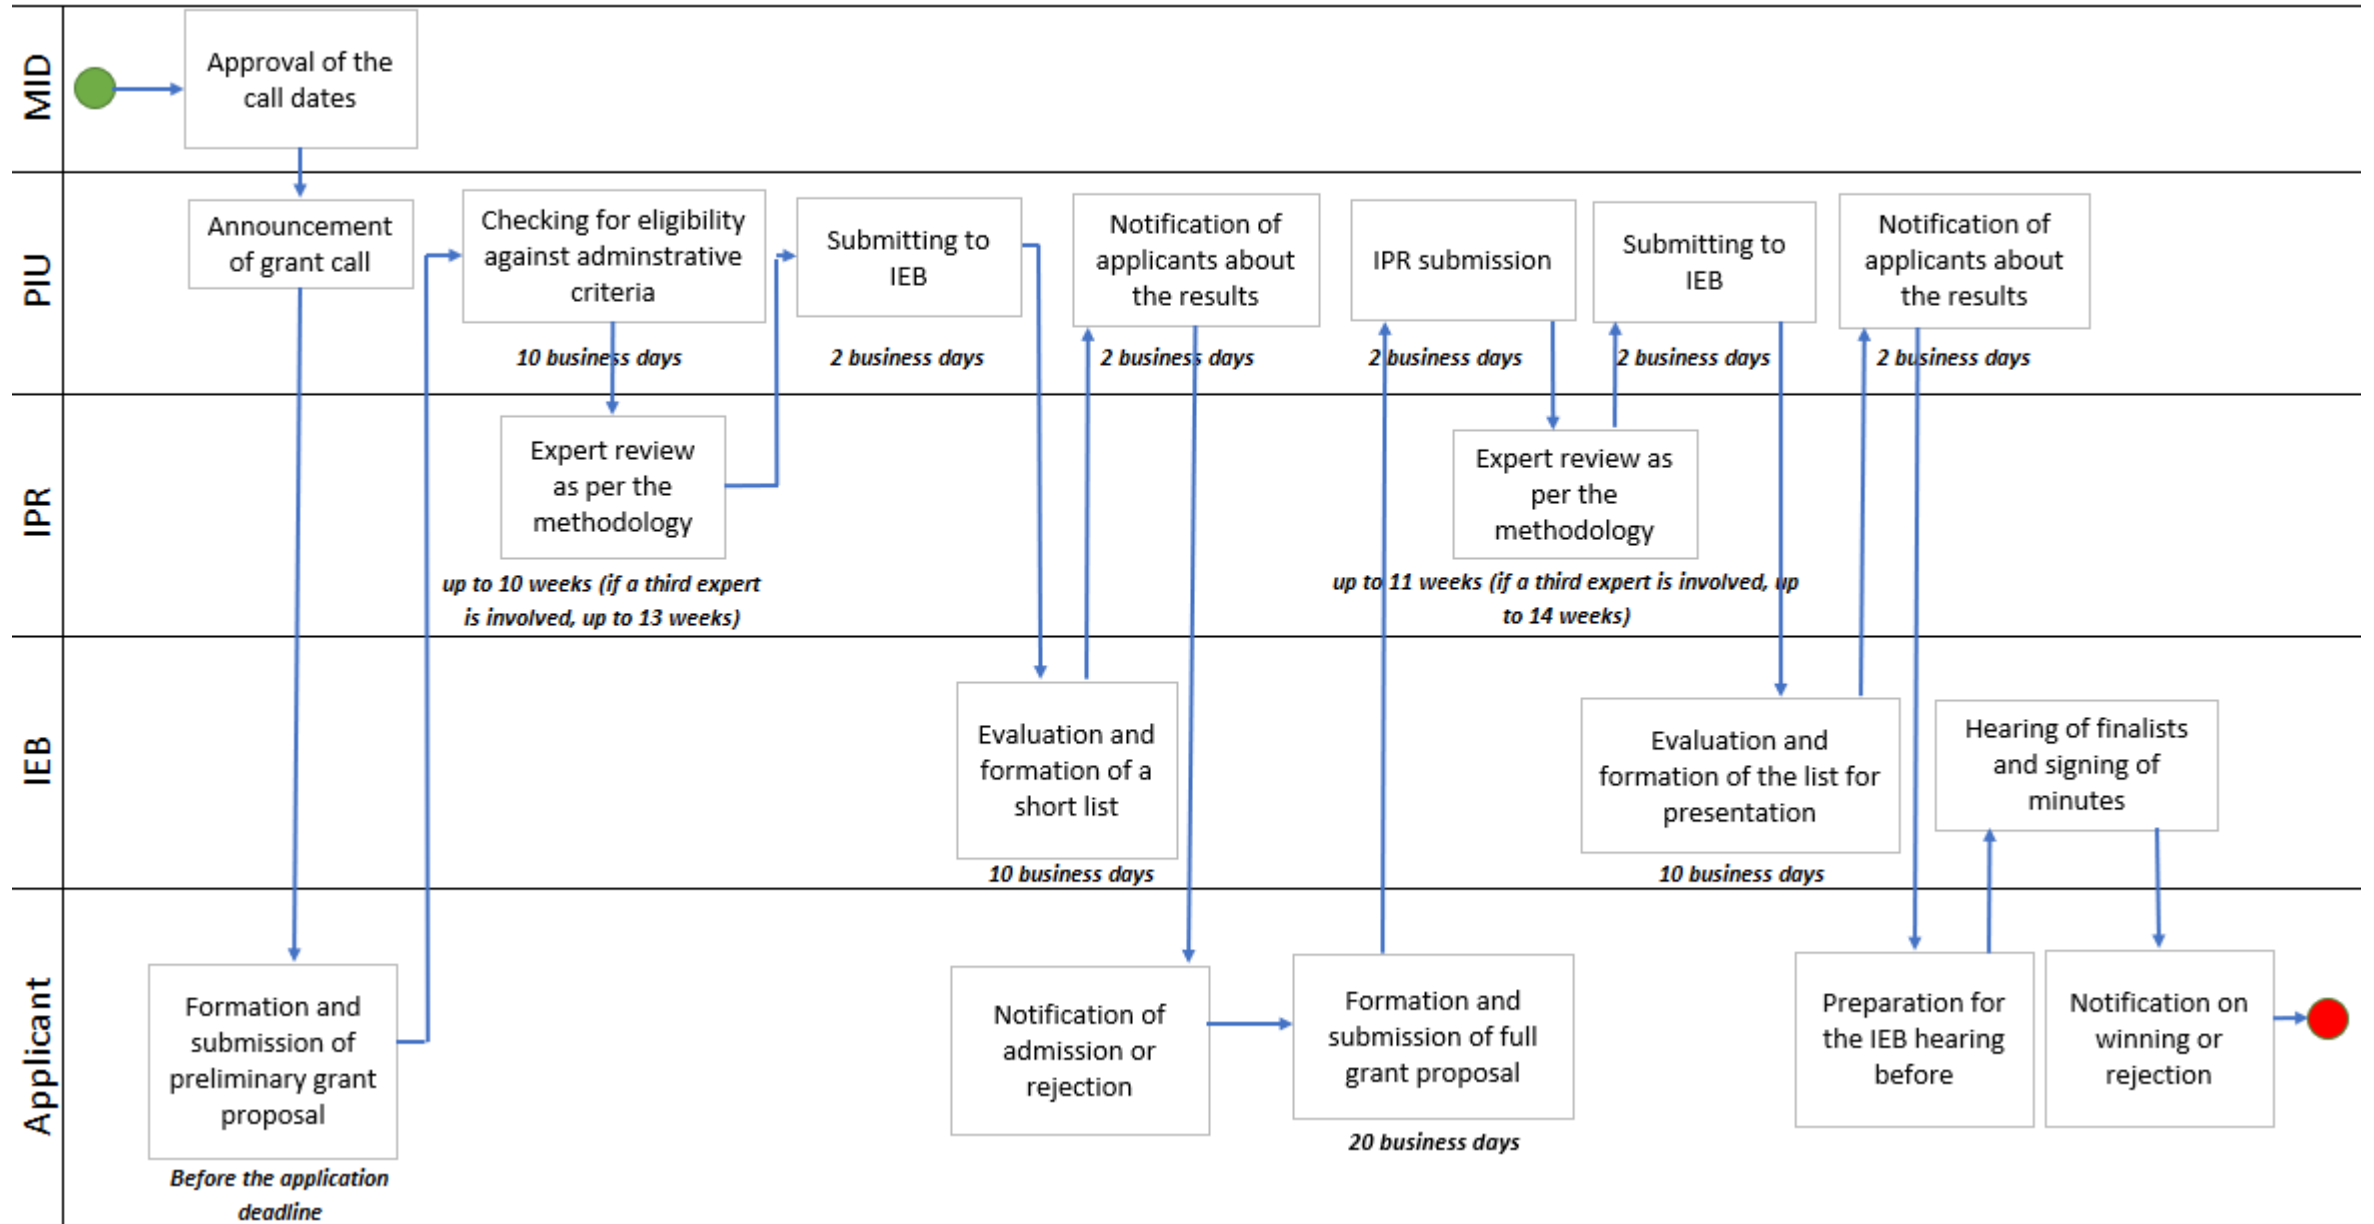 MID
Approval of the
call dates
PIU
Announcement
of grant call
Checking for eligibility
against adminstrative
criteria
10 business days
Submitting to
IEB
2 business days
Notification of
applicants about
the results
2 business days
IPR submission
2 business days
Submitting to
IEB
2 business days
Notification of
applicants about
the results
2 business days
IPR
Expert review
as per the
methodology
up to 10 weeks (if a third expert
is involved, up to 13 weeks)
Expert review as
per the
methodology
up to 11 weeks (if a third expert is involved, up
to 14 weeks)
IEB
Evaluation and
formation of a
short list
10 business days
Evaluation and
formation of the list for
presentation
10 business days
Hearing of finalists
and signing of
minutes
Applicant
Formation and
submission of
preliminary grant
proposal
Before the application
deadline
Notification of
admission or
rejection
Formation and
submission of full
grant proposal
20 business days
Preparation for
the IEB hearing
before
Notification on
winning or
rejection